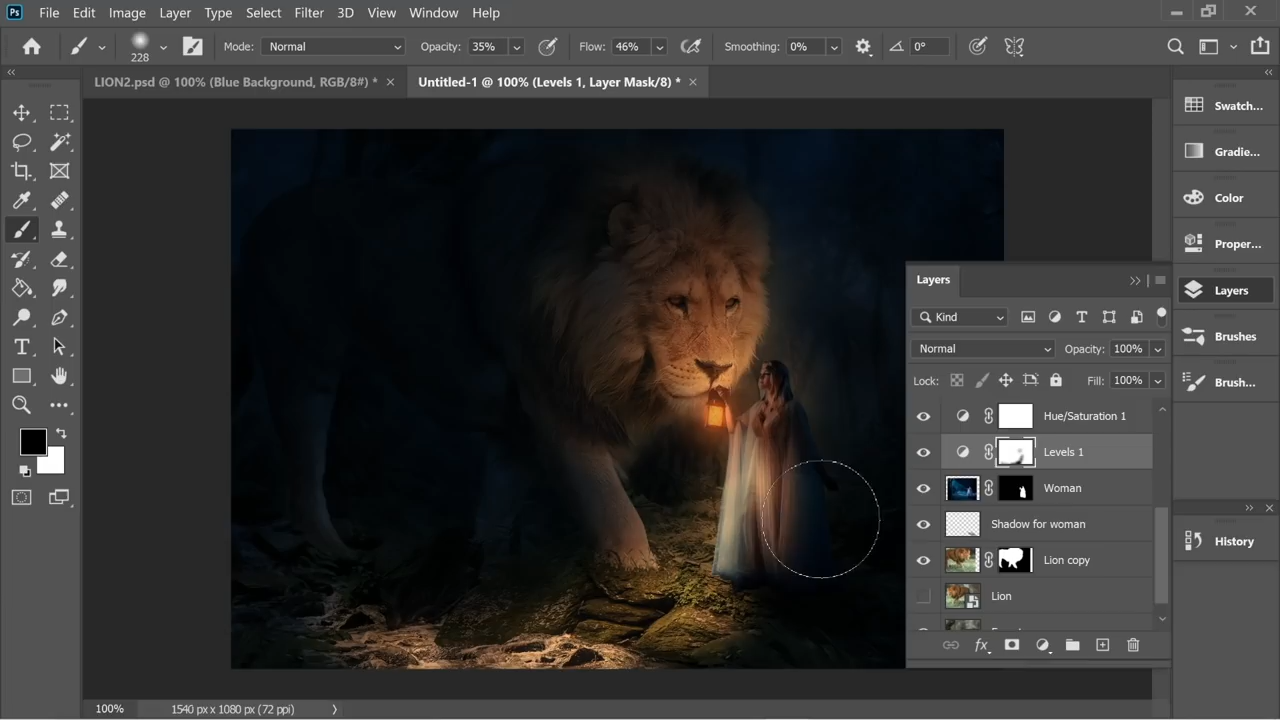 Ps File Edit Image Layer Type Select Filter 3D View Window Help
228 Mode: Normal Opacity: 35% Flow: 46% Smoothing: 0% 0°
LION2.psd @ 100% (Blue Background, RGB/8#) * × Untitled-1 @ 100% (Levels 1, Layer Mask/8) * ×
Swatch...
Gradie...
Color
Proper...
Layers
Brushes
Brush...
History
Layers
Kind
Normal Opacity: 100%
Lock: Fill: 100%
Hue/Saturation 1
Levels 1
Woman
Shadow for woman
Lion copy
Lion
fx
T
100% 1540 px x 1080 px (72 ppi)